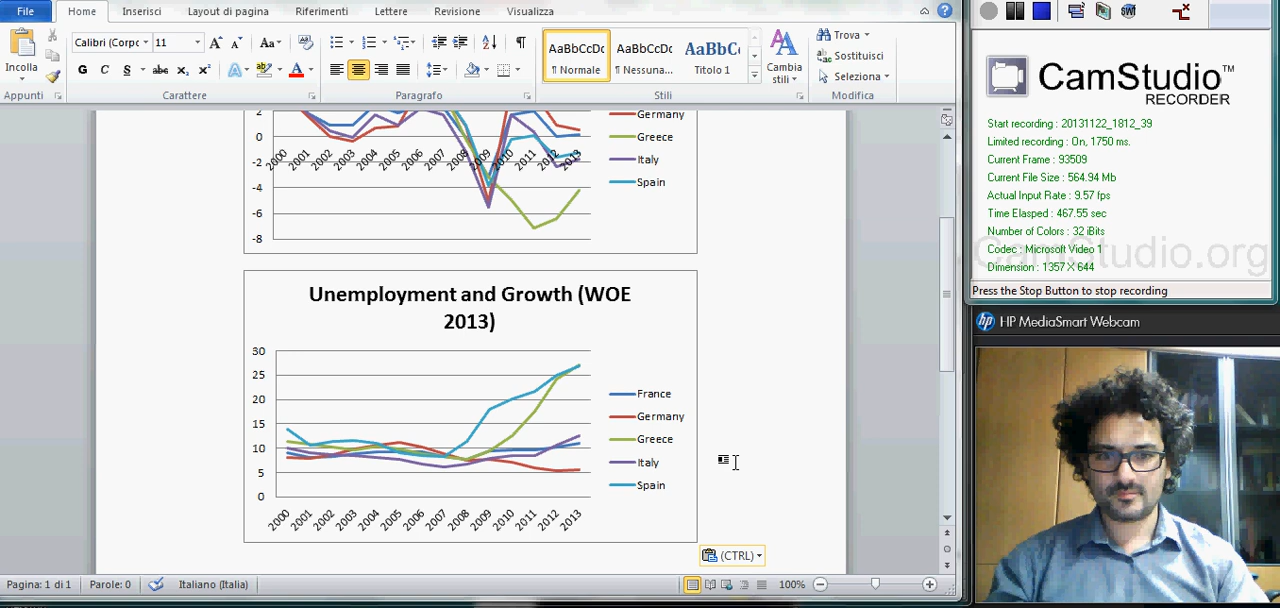 File Home Inserisci Layout di pagina Riferimenti Lettere Revisione Visualizza
Calibri (Corpo 11
Incolla
G C S abc x₂ x²
AaBbCcDc AaBbCcDc AaBbC
¶ Normale ¶ Nessuna... Titolo 1
Cambia
stili
Trova
Sostituisci
Seleziona
Appunti Carattere Paragrafo Stili Modifica
2
0
-2
-4
-6
-8
2000 2001 2002 2003 2004 2005 2006 2007 2008 2009 2010 2011 2012 2013
Germany
Greece
Italy
Spain
Unemployment and Growth (WOE
2013)
30
25
20
15
10
5
0
2000 2001 2002 2003 2004 2005 2006 2007 2008 2009 2010 2011 2012 2013
France
Germany
Greece
Italy
Spain
(CTRL)
Pagina: 1 di 1 Parole: 0 Italiano (Italia) 100%
CamStudio™
RECORDER
Start recording : 20131122_1812_39
Limited recording : On, 1750 ms.
Current Frame : 93509
Current File Size : 564.94 Mb
Actual Input Rate : 9.57 fps
Time Elasped : 467.55 sec
Number of Colors : 32 iBits
Codec : Microsoft Video 1
Dimension : 1357 X 644
CamStudio.org
Press the Stop Button to stop recording
hp HP MediaSmart Webcam